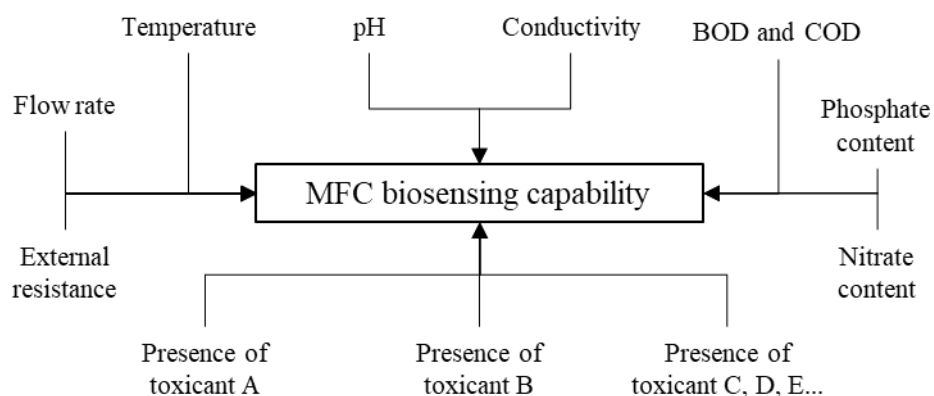 Temperature
pH
Conductivity
BOD and COD
Flow rate
Phosphate
content
MFC biosensing capability
External
resistance
Nitrate
content
Presence of
toxicant A
Presence of
toxicant B
Presence of
toxicant C, D, E...